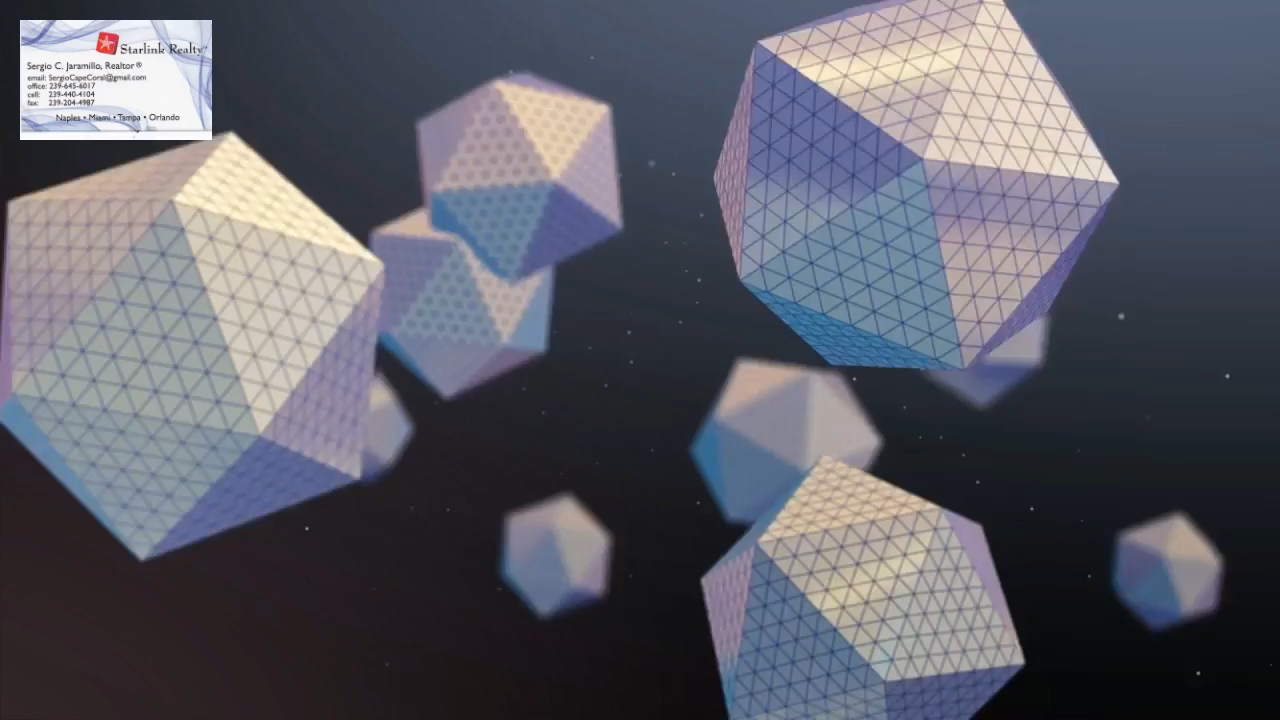 Starlink Realty
Sergio C. Jaramillo, Realtor®
email: SergioCapeCoral@gmail.com
office: 239-645-6017
cell: 239-440-4104
fax: 239-204-4987
Naples • Miami • Tampa • Orlando